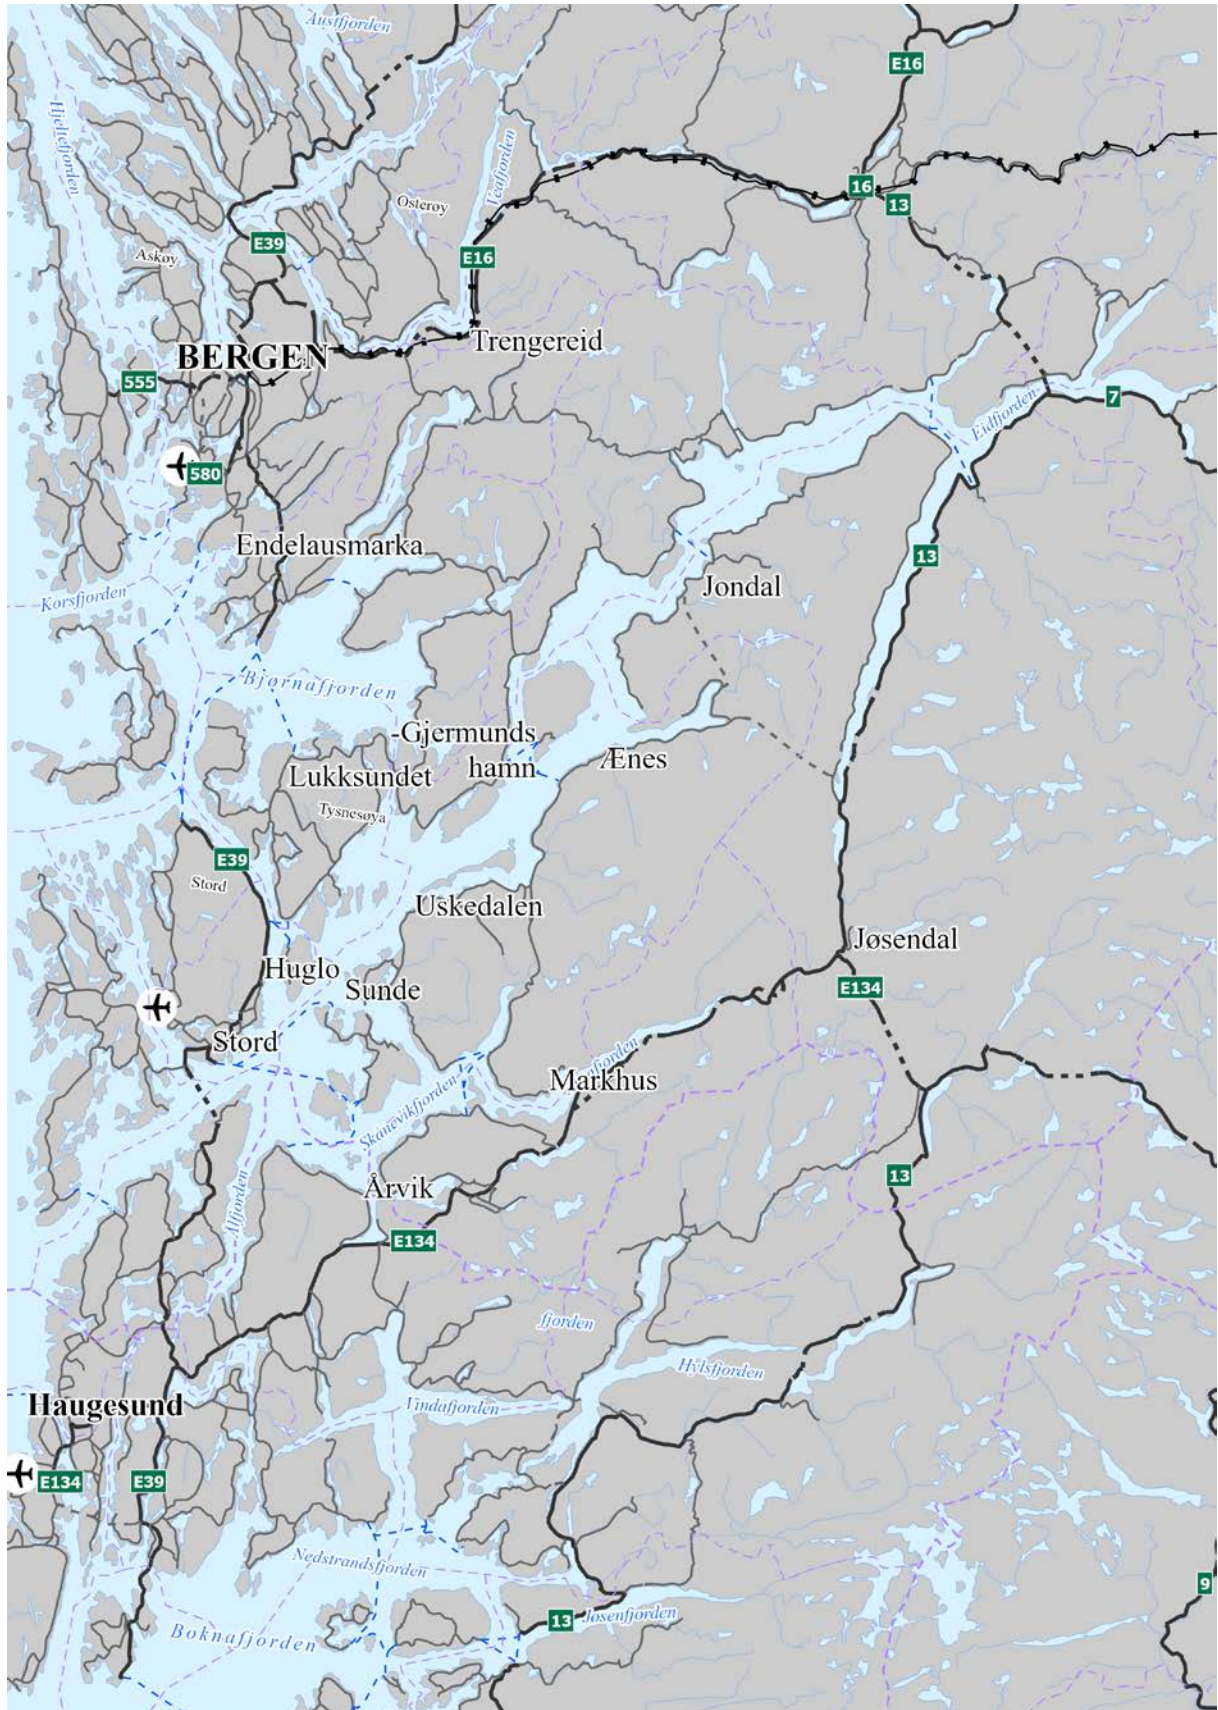 Austfjorden
E16
Hjeltefjorden
Veafjorden
16
13
Osterøy
E39
Askøy
E16
Trengereid
BERGEN
555
7
Eidfjorden
580
Endelausmarka
13
Jondal
Korsfjorden
Bjørnafjorden
-Gjermunds
hamn
Ænes
Lukksundet
Tysnesøya
E39
Stord
Uskedalen
Jøsendal
Huglo
Sunde
E134
Stord
Markhus
afjorden
Skånevikfjorden
13
Årvik
Ålfjorden
E134
fjorden
Hylsfjorden
Haugesund
Vindafjorden
E134
E39
Nedstrandsfjorden
9
13
Jøsenfjorden
Boknafjorden